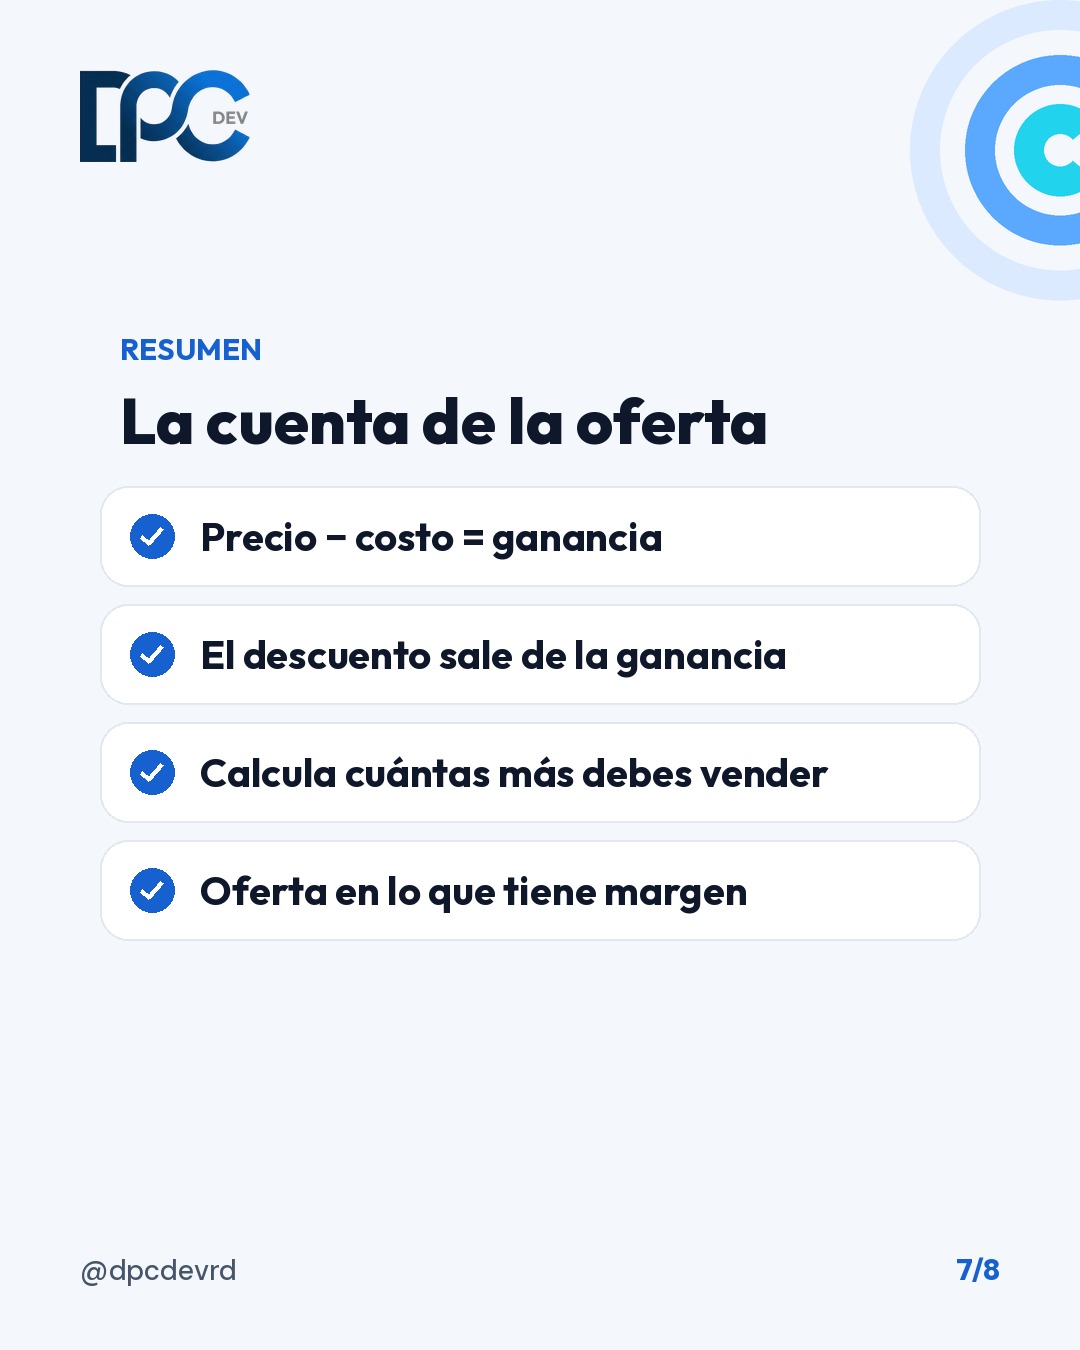 DPC
DEV
RESUMEN
La cuenta de la oferta
Precio – costo = ganancia
El descuento sale de la ganancia
Calcula cuántas más debes vender
Oferta en lo que tiene margen
@dpcdevrd
7/8